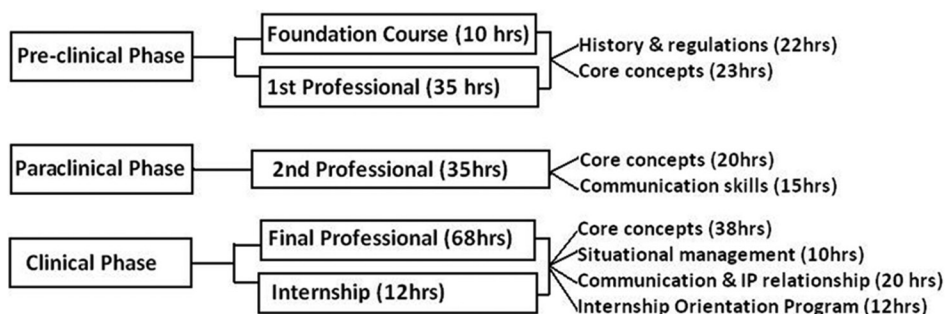 Pre-clinical Phase
Foundation Course (10 hrs)
1st Professional (35 hrs)
History & regulations (22hrs)
Core concepts (23hrs)
Paraclinical Phase
2nd Professional (35hrs)
Core concepts (20hrs)
Communication skills (15hrs)
Clinical Phase
Final Professional (68hrs)
Internship (12hrs)
Core concepts (38hrs)
Situational management (10hrs)
Communication & IP relationship (20 hrs)
Internship Orientation Program (12hrs)